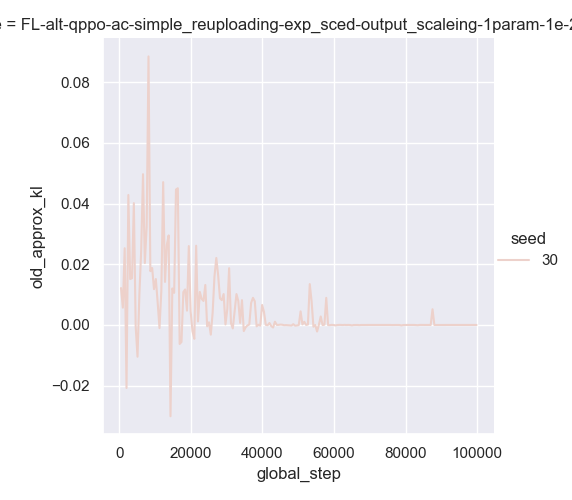 e = FL-alt-qppo-ac-simple_reuploading-exp_sced-output_scaleing-1param-1e-2
old_approx_kl
0.08
0.06
0.04
0.02
0.00
−0.02
0 20000 40000 60000 80000 100000
global_step
seed
30